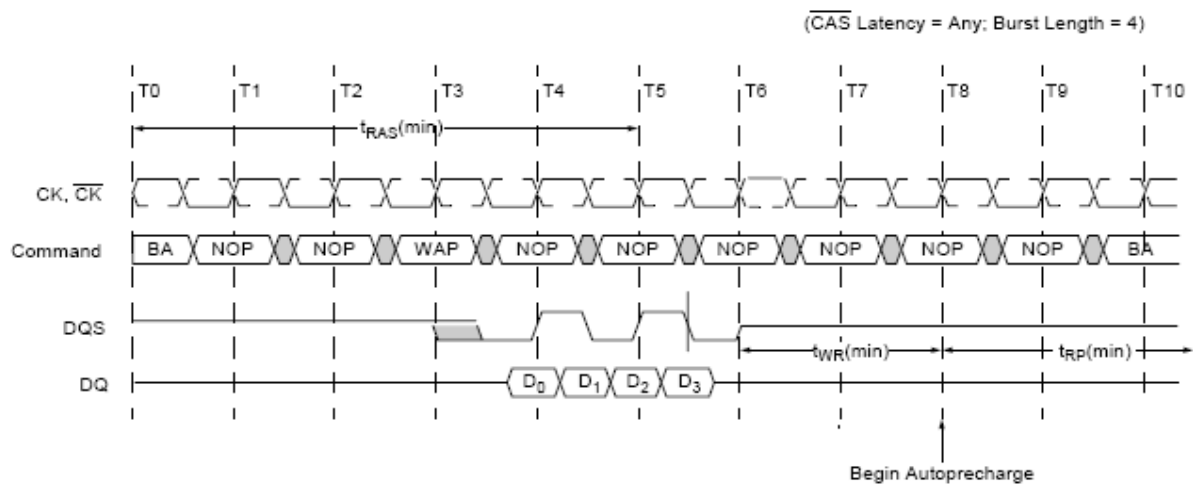 (CAS Latency = Any; Burst Length = 4)
T0 T1 T2 T3 T4 T5 T6 T7 T8 T9 T10
tRAS(min)
CK, CK
Command BA NOP NOP WAP NOP NOP NOP NOP NOP NOP BA
DQS
tWR(min) tRP(min)
DQ D0 D1 D2 D3
Begin Autoprecharge